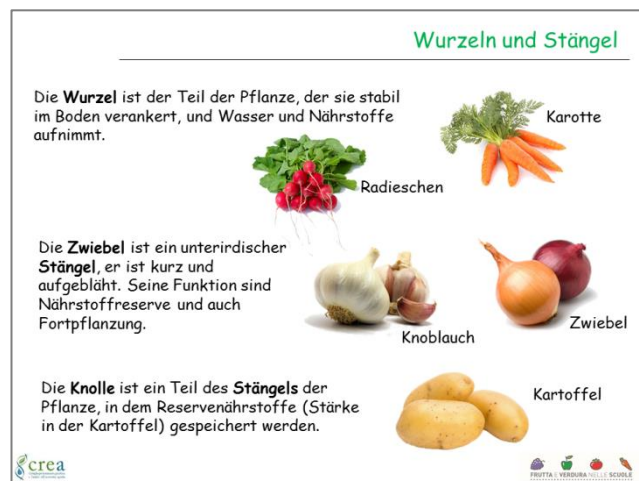 Wurzeln und Stängel
Die Wurzel ist der Teil der Pflanze, der sie stabil
im Boden verankert, und Wasser und Nährstoffe
aufnimmt.
Karotte
Radieschen
Die Zwiebel ist ein unterirdischer
Stängel, er ist kurz und
aufgebläht. Seine Funktion sind
Nährstoffreserve und auch
Fortpflanzung.
Knoblauch
Zwiebel
Die Knolle ist ein Teil des Stängels der
Pflanze, in dem Reservenährstoffe (Stärke
in der Kartoffel) gespeichert werden.
Kartoffel
crea
FRUTTA E VERDURA NELLE SCUOLE